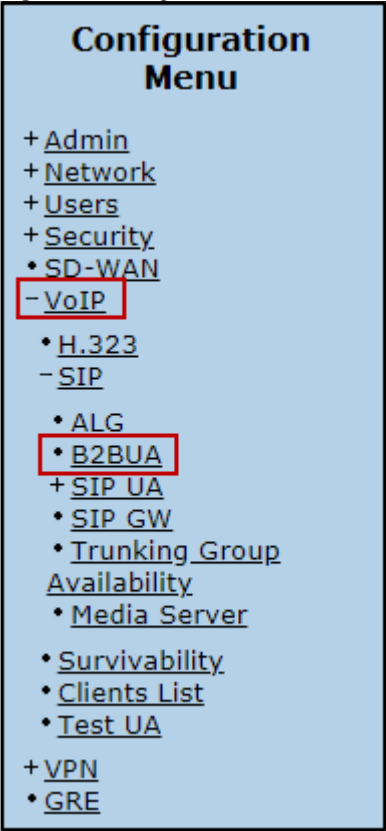 Configuration
Menu
+ Admin
+ Network
+ Users
+ Security
• SD-WAN
− VoIP
• H.323
− SIP
• ALG
• B2BUA
+ SIP UA
• SIP GW
• Trunking Group
Availability
• Media Server
• Survivability
• Clients List
• Test UA
+ VPN
• GRE